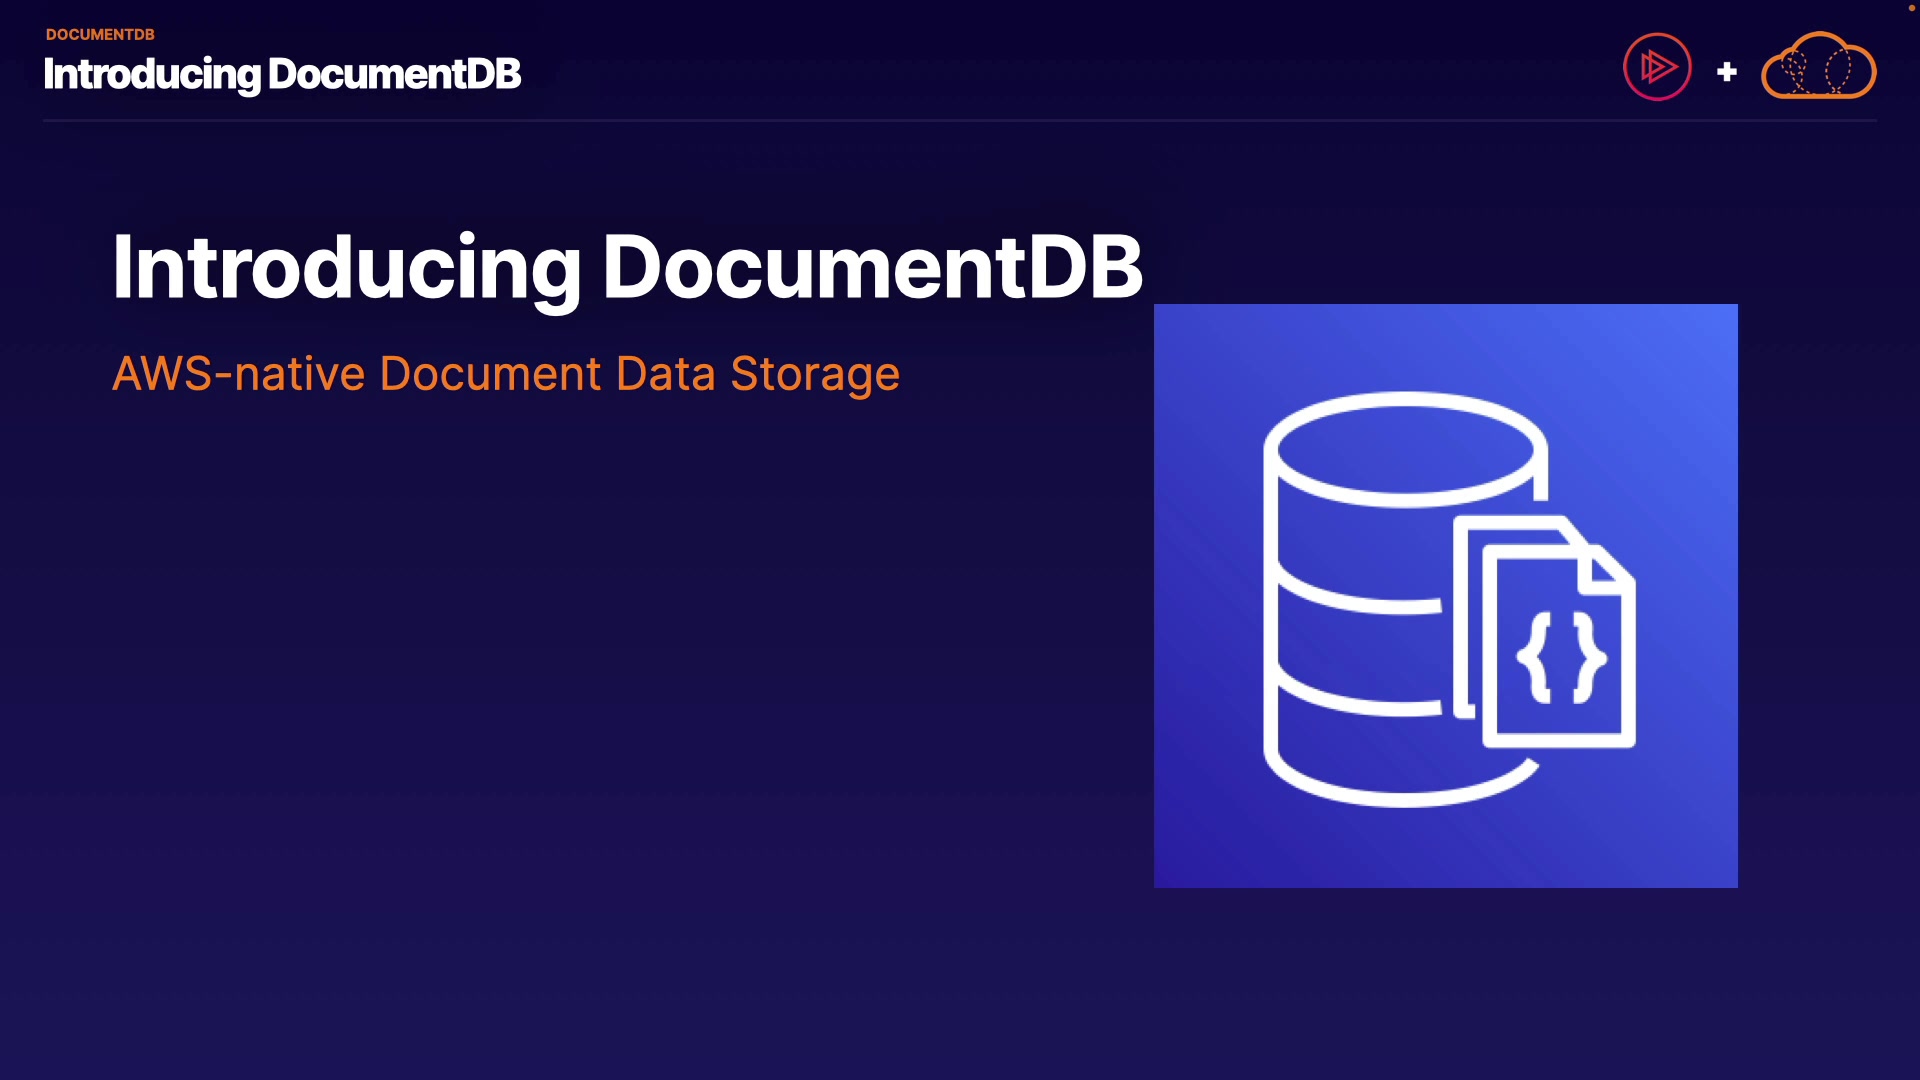 DOCUMENTDB
Introducing DocumentDB
+
Introducing DocumentDB
AWS-native Document Data Storage
{ }